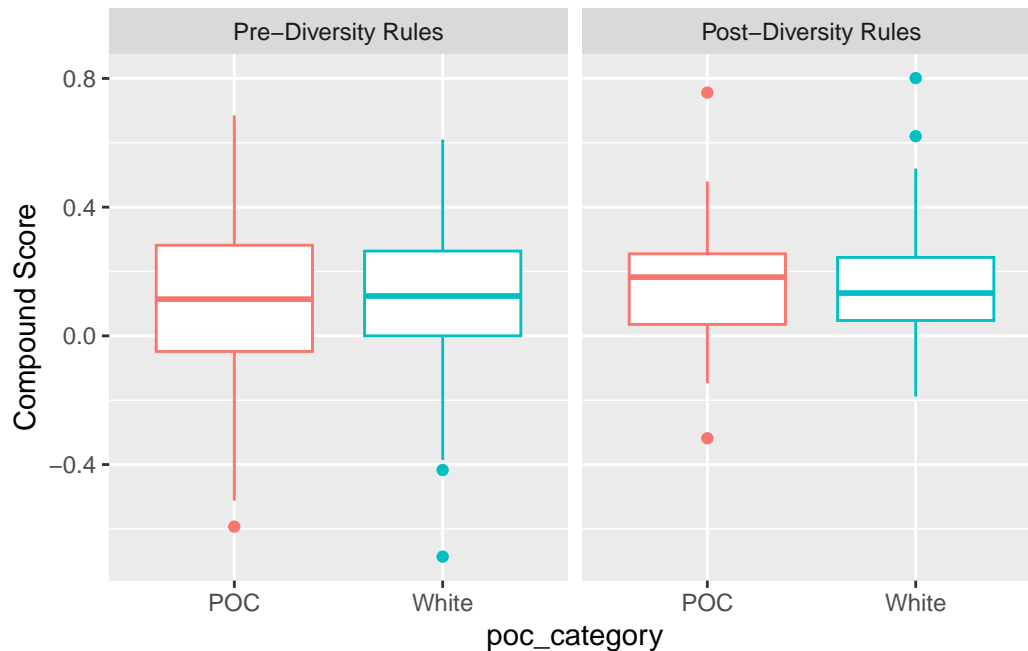 Pre−Diversity Rules
Post−Diversity Rules
0.8
0.4
0.0
−0.4
Compound Score
POC
White
POC
White
poc_category